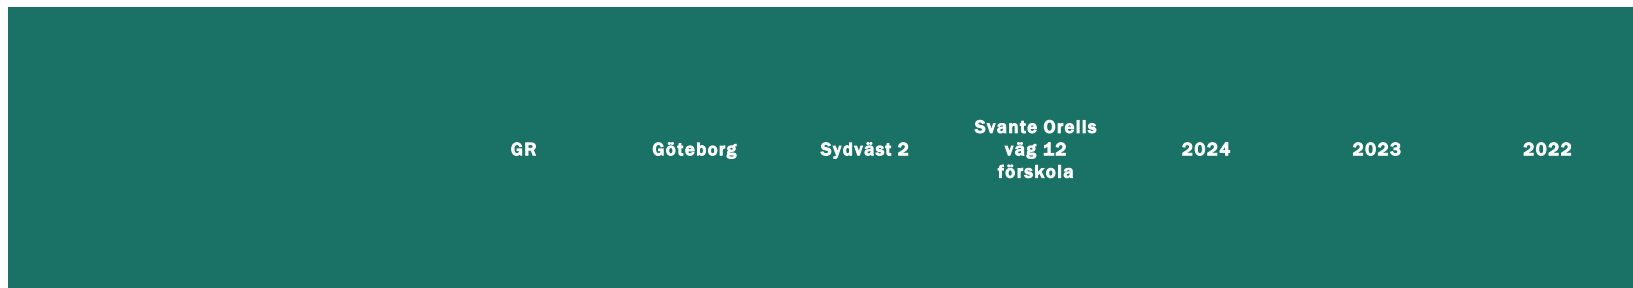 GR
Göteborg
Sydväst 2
Svante Orells
väg 12
förskola
2024
2023
2022